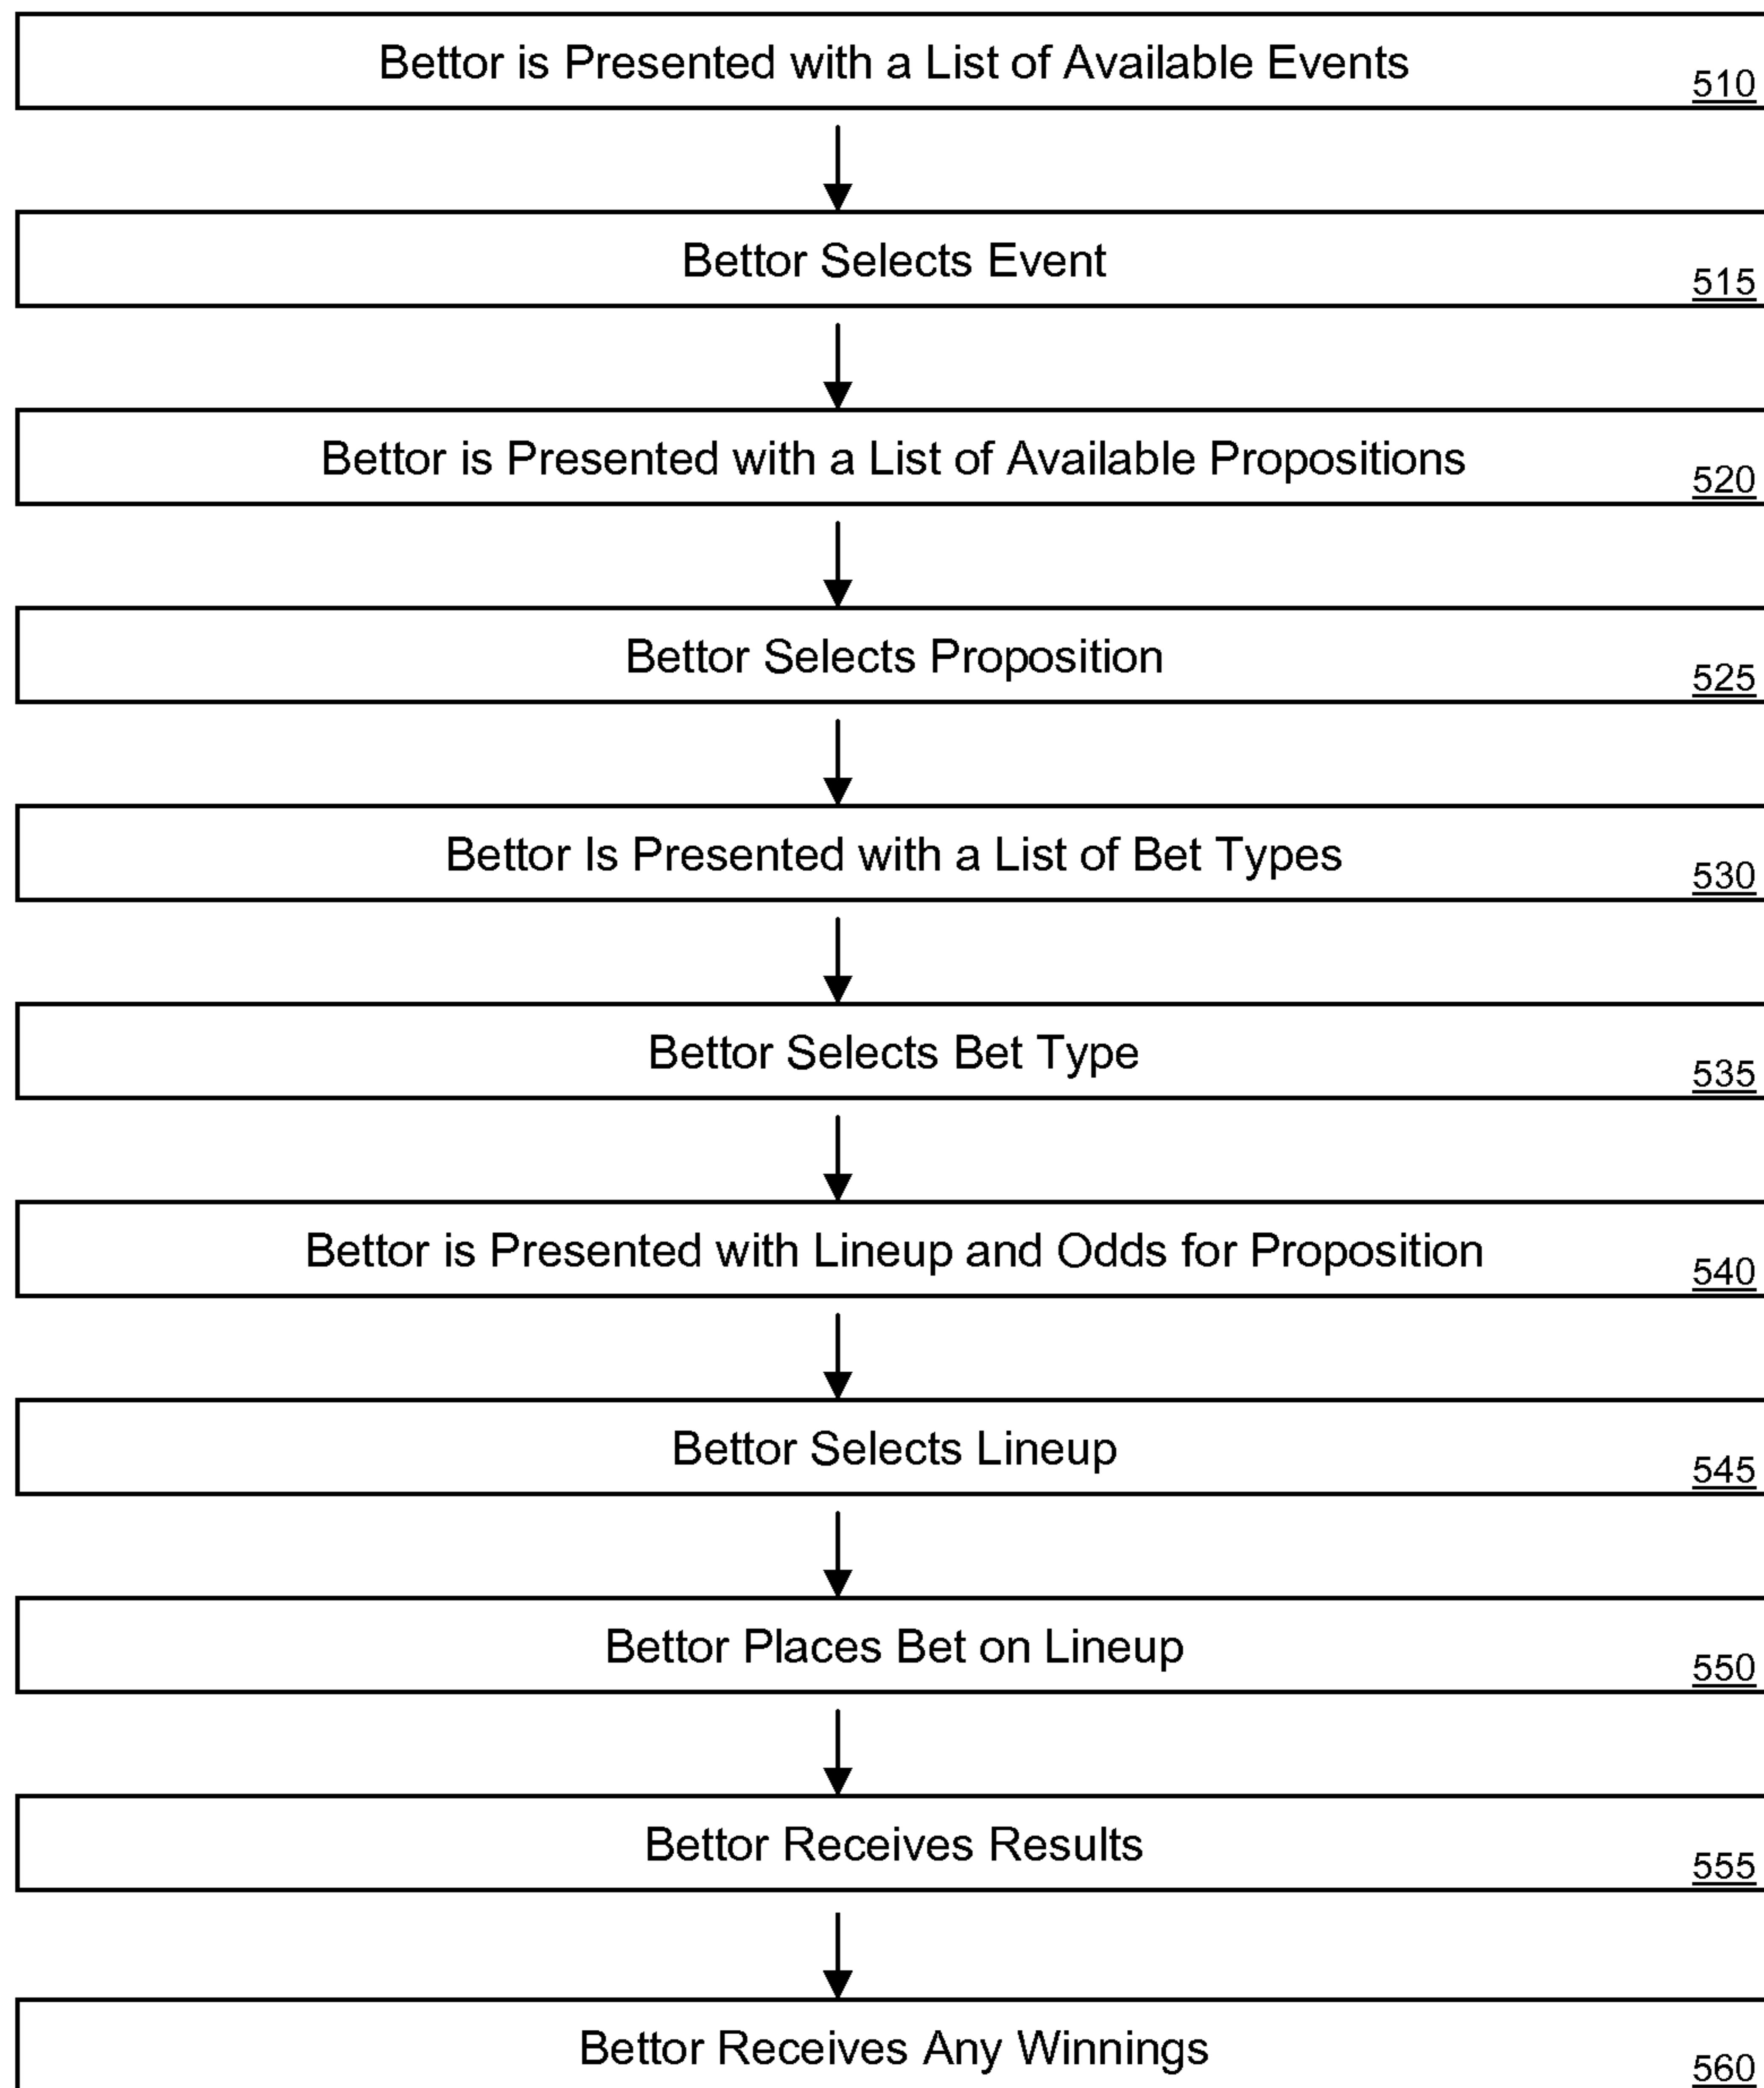 Bettor is Presented with a List of Available Events
510
Bettor Selects Event
515
Bettor is Presented with a List of Available Propositions
520
Bettor Selects Proposition
525
Bettor Is Presented with a List of Bet Types
530
Bettor Selects Bet Type
535
Bettor is Presented with Lineup and Odds for Proposition
540
Bettor Selects Lineup
545
Bettor Places Bet on Lineup
550
Bettor Receives Results
555
Bettor Receives Any Winnings
560